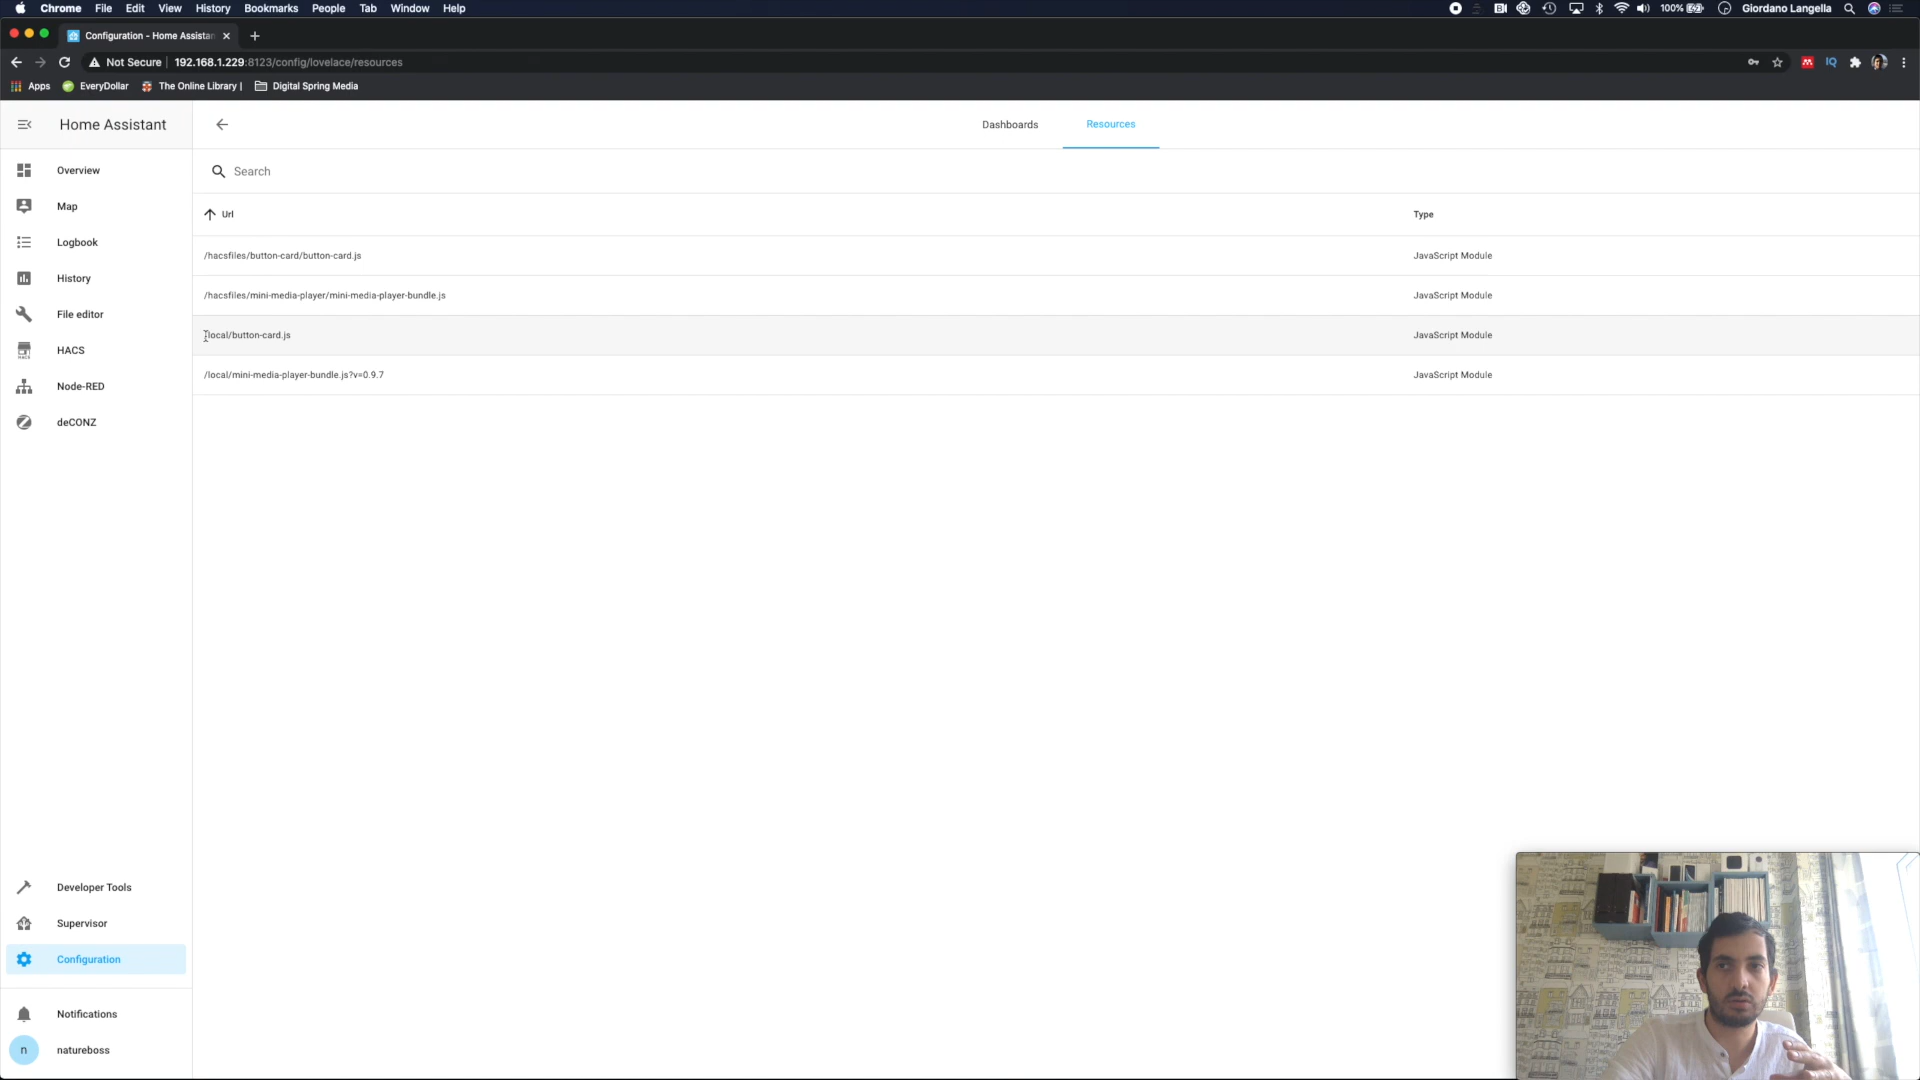 Chrome File Edit View History Bookmarks People Tab Window Help
100% Giordano Langella
Configuration - Home Assistan
Not Secure 192.168.1.229:8123/config/lovelace/resources
Apps EveryDollar The Online Library | Digital Spring Media
Home Assistant
Dashboards Resources
Overview
Map
Logbook
History
File editor
HACS
Node-RED
deCONZ
Search
Url Type
/hacsfiles/button-card/button-card.js JavaScript Module
/hacsfiles/mini-media-player/mini-media-player-bundle.js JavaScript Module
/local/button-card.js JavaScript Module
/local/mini-media-player-bundle.js?v=0.9.7 JavaScript Module
Developer Tools
Supervisor
Configuration
Notifications
n natureboss